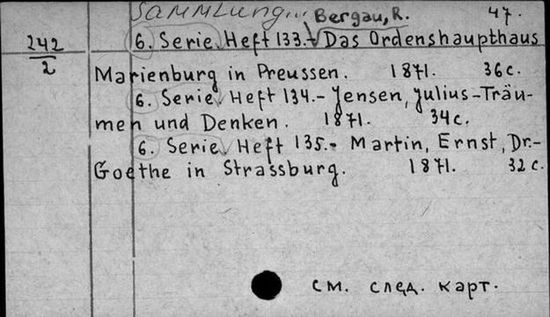 Sammlung... Bergau, R. 47.
242
2
6. Serie. Heft 133.- Das Ordenshaupthaus
Marienburg in Preussen. 1871. 36 c.
6. Serie. Heft 134.- Jensen, Julius-Träu-
men und Denken. 1871. 34 c.
6. Serie. Heft 135.- Martin, Ernst, Dr.-
Goethe in Strassburg. 1871. 32 c.
см. след. карт.